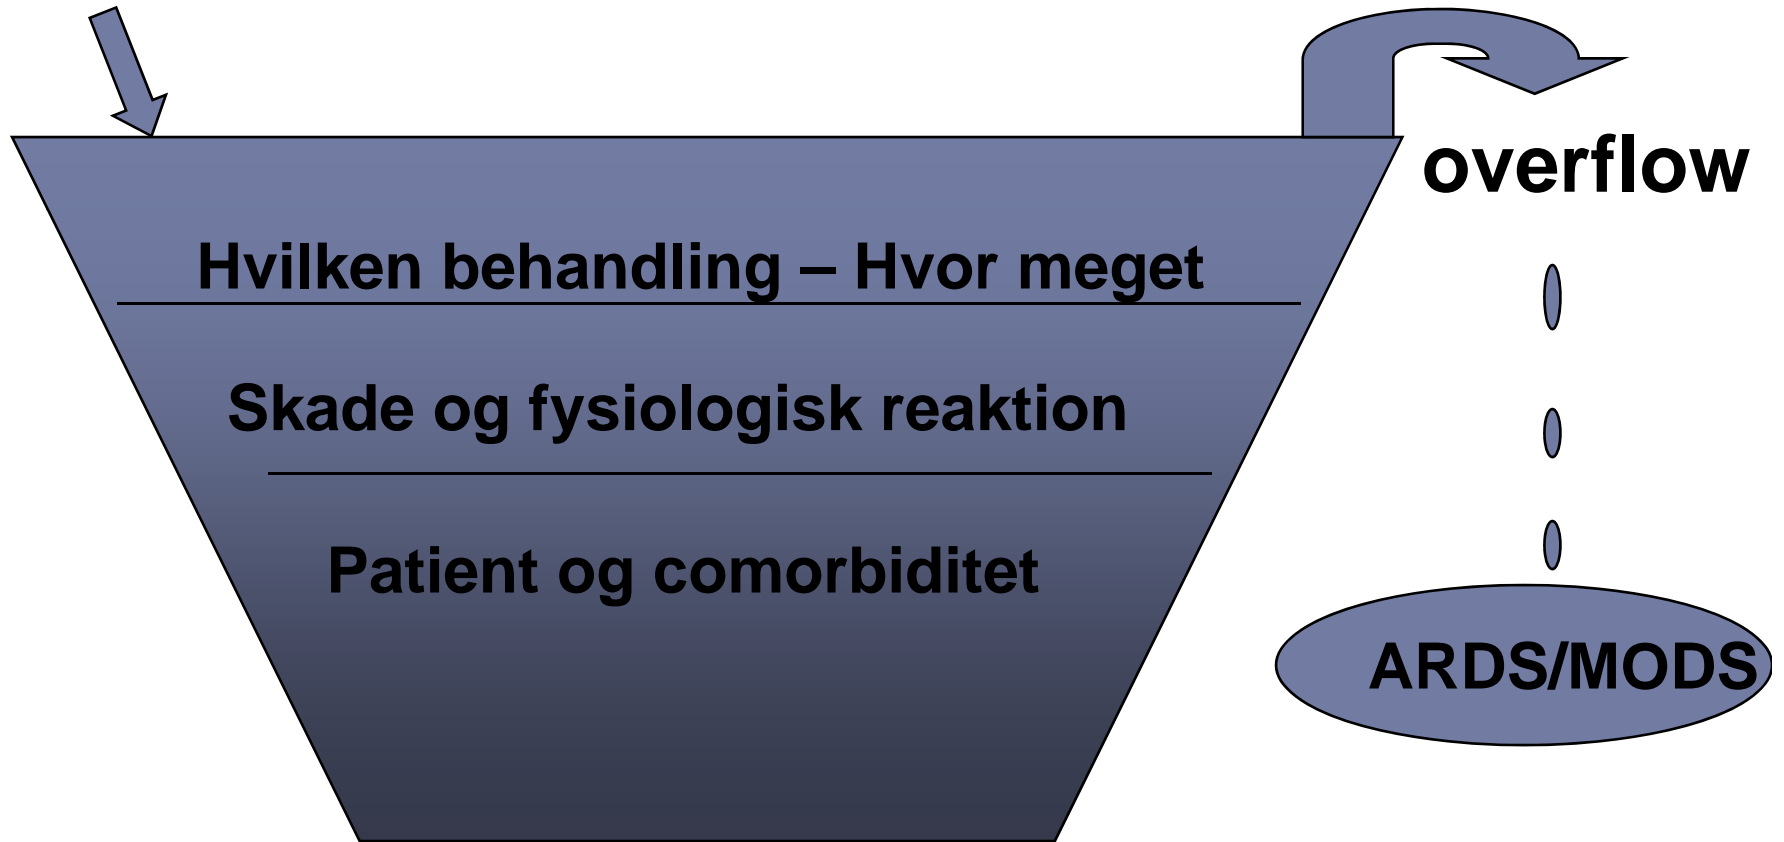 overflow
Hvilken behandling – Hvor meget
Skade og fysiologisk reaktion
Patient og comorbiditet
ARDS/MODS